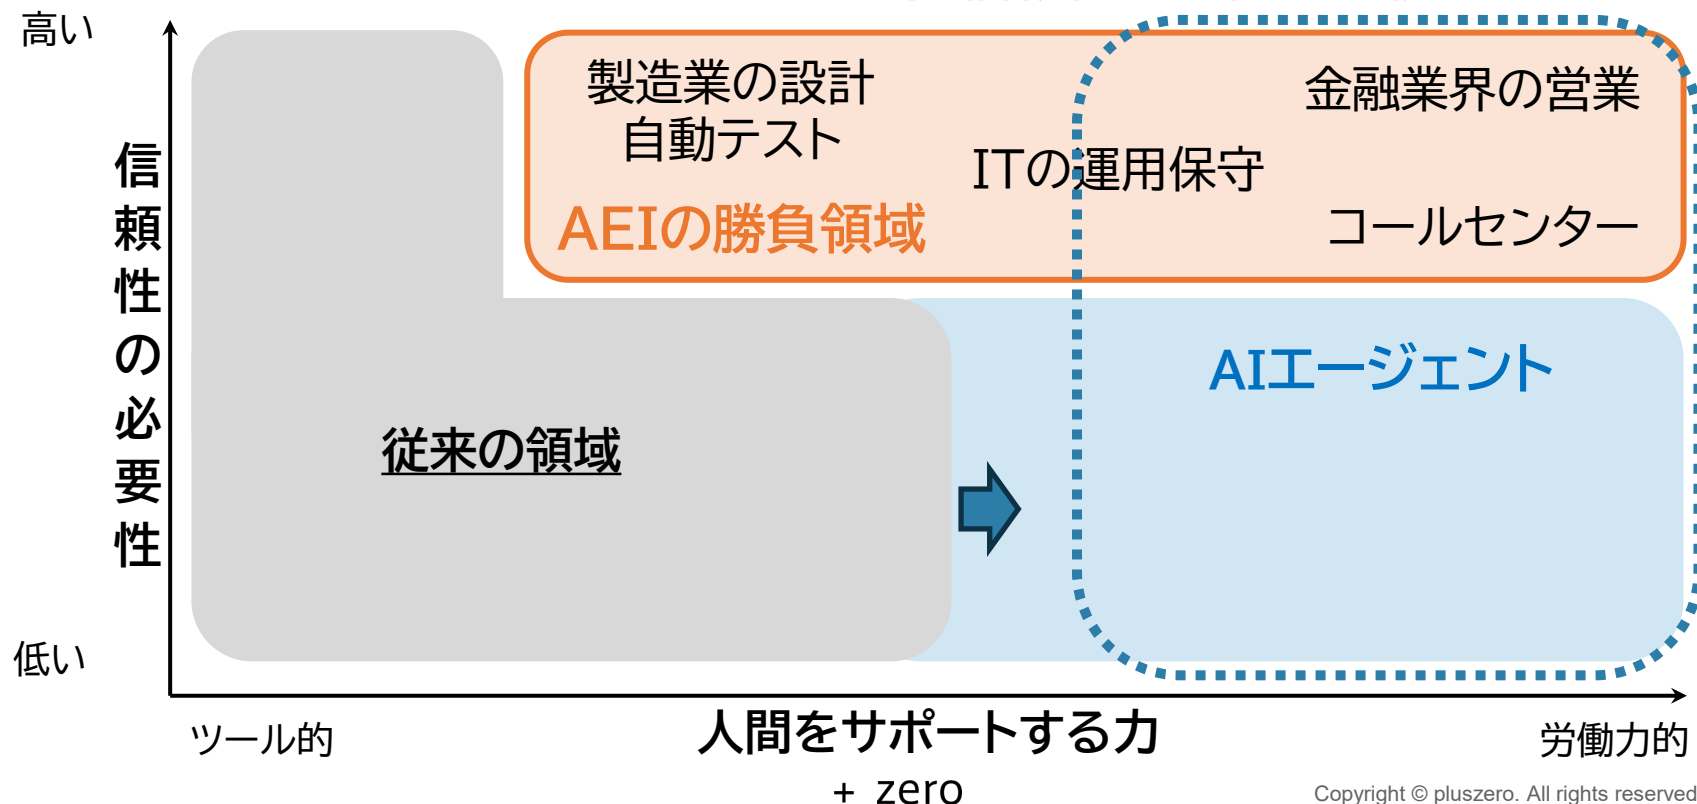 高い
製造業の設計
自動テスト
金融業界の営業
ITの運用保守
AEIの勝負領域
コールセンター
信頼性の必要性
AIエージェント
従来の領域
低い
ツール的
人間をサポートする力
労働力的
+ zero
Copyright © pluszero. All rights reserved